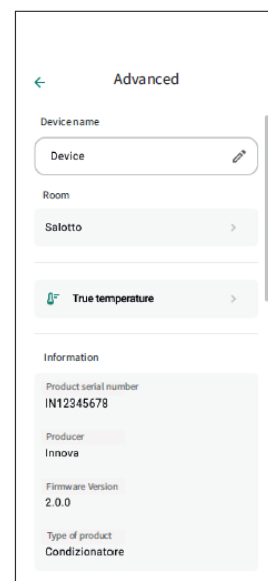 Advanced
Device name
Device
Room
Salotto
True temperature
Information
Product serial number
IN12345678
Producer
Innova
Firmware Version
2.0.0
Type of product
Condizionatore